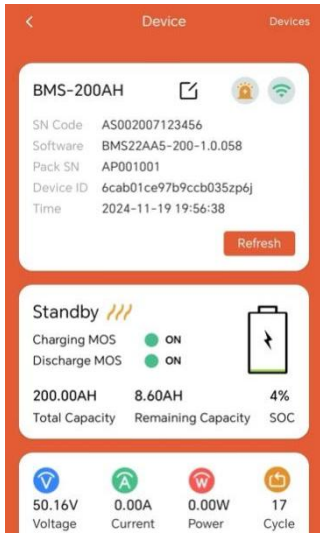 Device Devices
BMS-200AH
SN Code AS002007123456
Software BMS22AA5-200-1.0.058
Pack SN AP001001
Device ID 6cab01ce97b9ccb035zp6j
Time 2024-11-19 19:56:38
Refresh
Standby
Charging MOS ON
Discharge MOS ON
200.00AH 8.60AH 4%
Total Capacity Remaining Capacity SOC
V A W
50.16V 0.00A 0.00W 17
Voltage Current Power Cycle